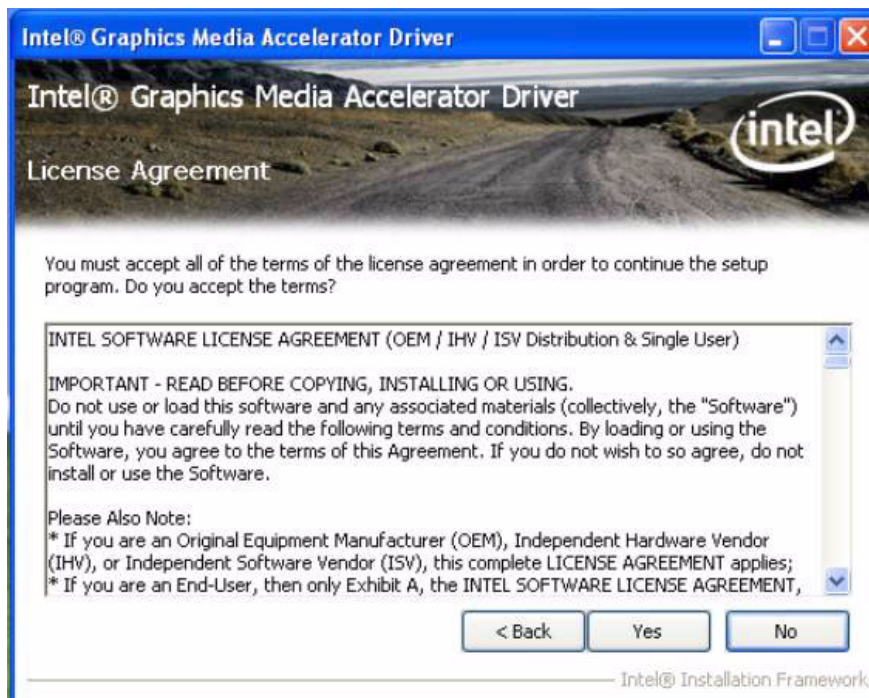 Intel® Graphics Media Accelerator Driver
Intel® Graphics Media Accelerator Driver
intel
License Agreement
You must accept all of the terms of the license agreement in order to continue the setup
program. Do you accept the terms?
INTEL SOFTWARE LICENSE AGREEMENT (OEM / IHV / ISV Distribution & Single User)
IMPORTANT - READ BEFORE COPYING, INSTALLING OR USING.
Do not use or load this software and any associated materials (collectively, the "Software")
until you have carefully read the following terms and conditions. By loading or using the
Software, you agree to the terms of this Agreement. If you do not wish to so agree, do not
install or use the Software.
Please Also Note:
* If you are an Original Equipment Manufacturer (OEM), Independent Hardware Vendor
(IHV), or Independent Software Vendor (ISV), this complete LICENSE AGREEMENT applies;
* If you are an End-User, then only Exhibit A, the INTEL SOFTWARE LICENSE AGREEMENT,
< Back Yes No
Intel® Installation Framework